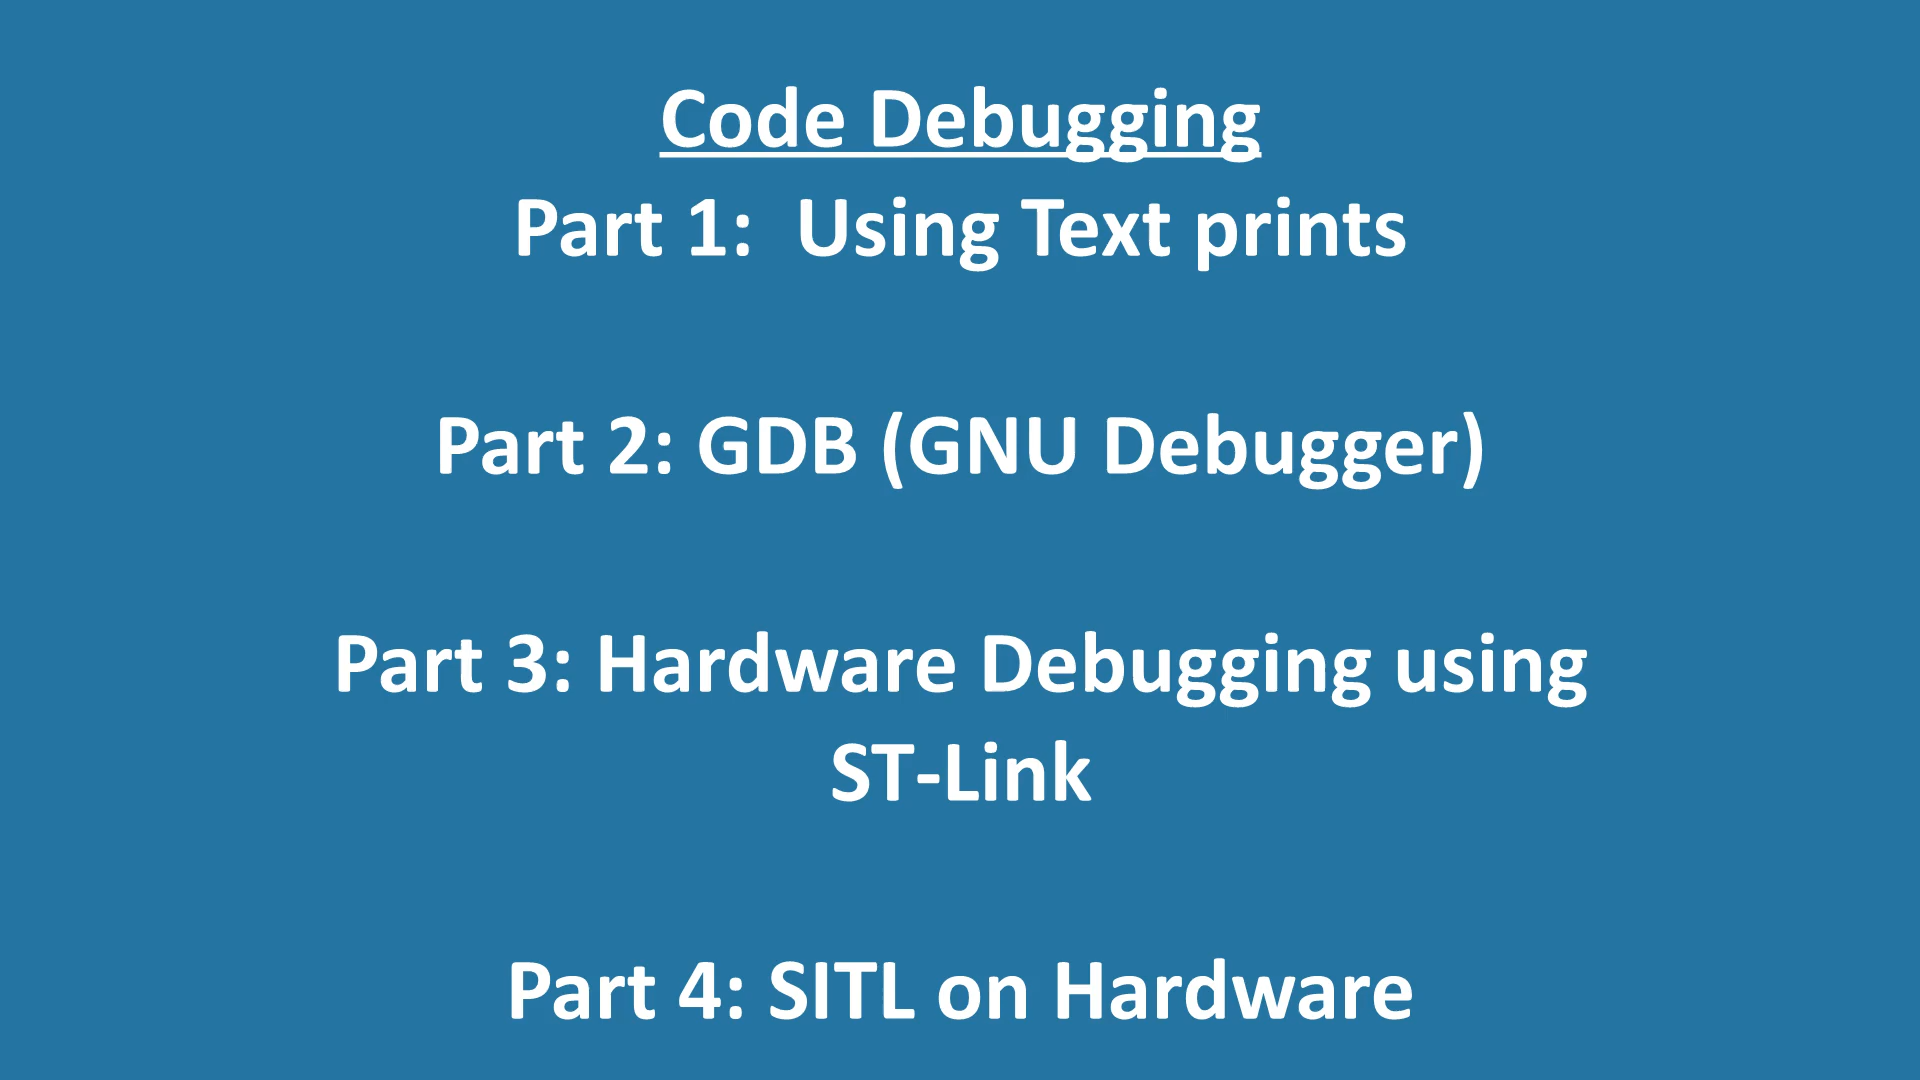 Code Debugging
Part 1:  Using Text prints
Part 2: GDB (GNU Debugger)
Part 3: Hardware Debugging using
ST-Link
Part 4: SITL on Hardware